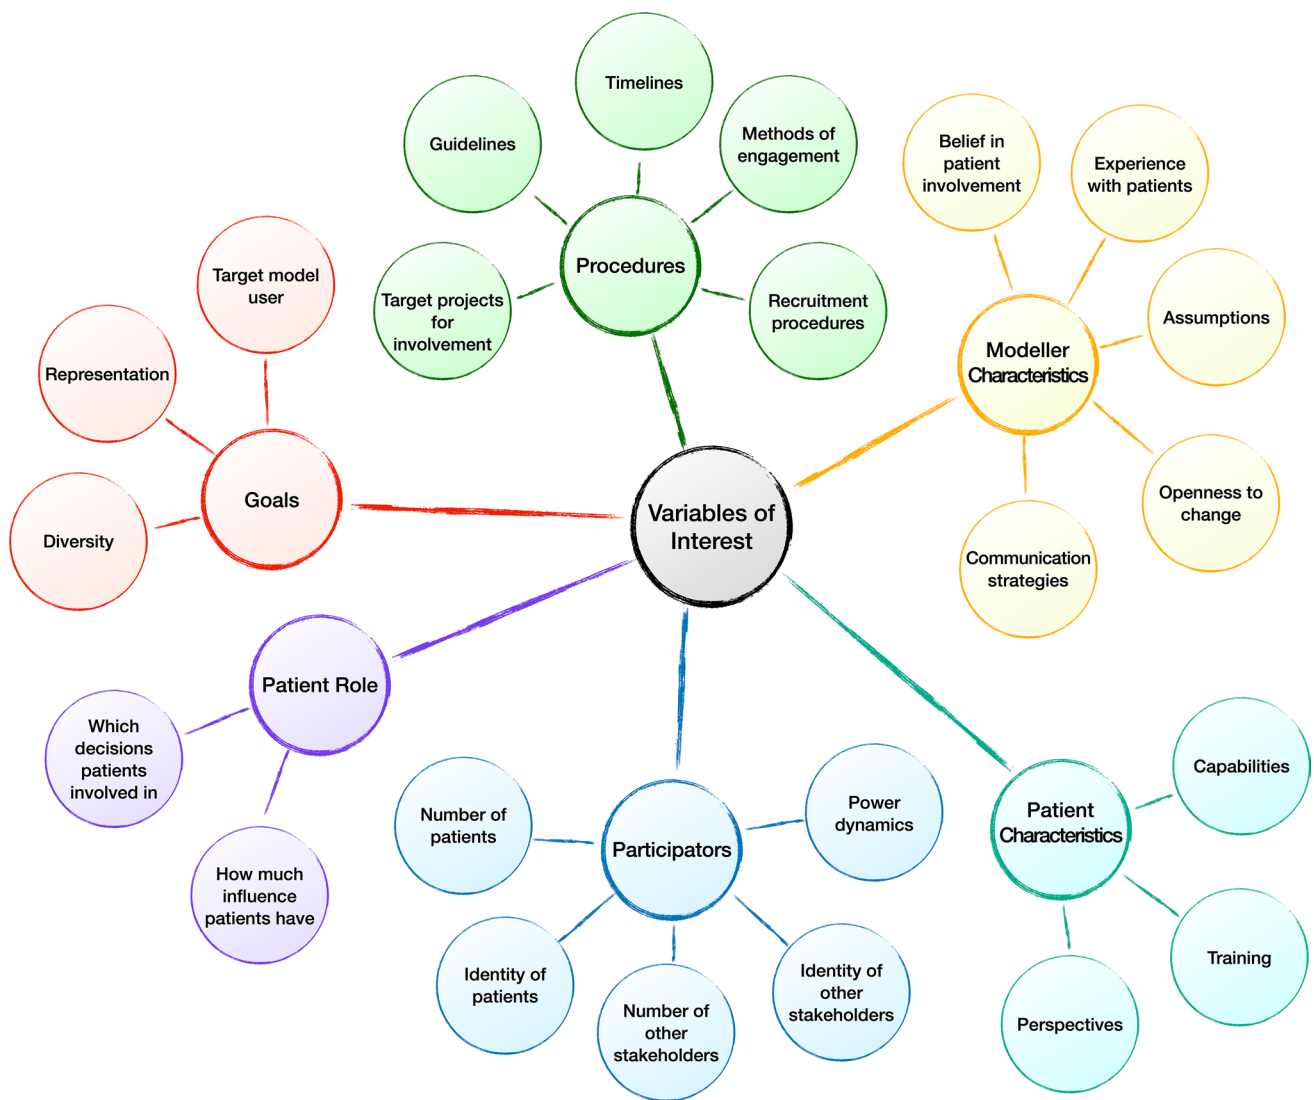 Timelines
Guidelines
Methods of
engagement
Procedures
Target projects
for
involvement
Recruitment
procedures
Belief in
patient
involvement
Experience
with patients
Assumptions
Modeller
Characteristics
Openness to
change
Communication
strategies
Target model
user
Representation
Goals
Diversity
Variables of
Interest
Patient Role
Which
decisions
patients
involved in
How much
influence
patients have
Number of
patients
Participators
Power
dynamics
Identity of
patients
Number of
other
stakeholders
Identity of
other
stakeholders
Patient
Characteristics
Capabilities
Training
Perspectives